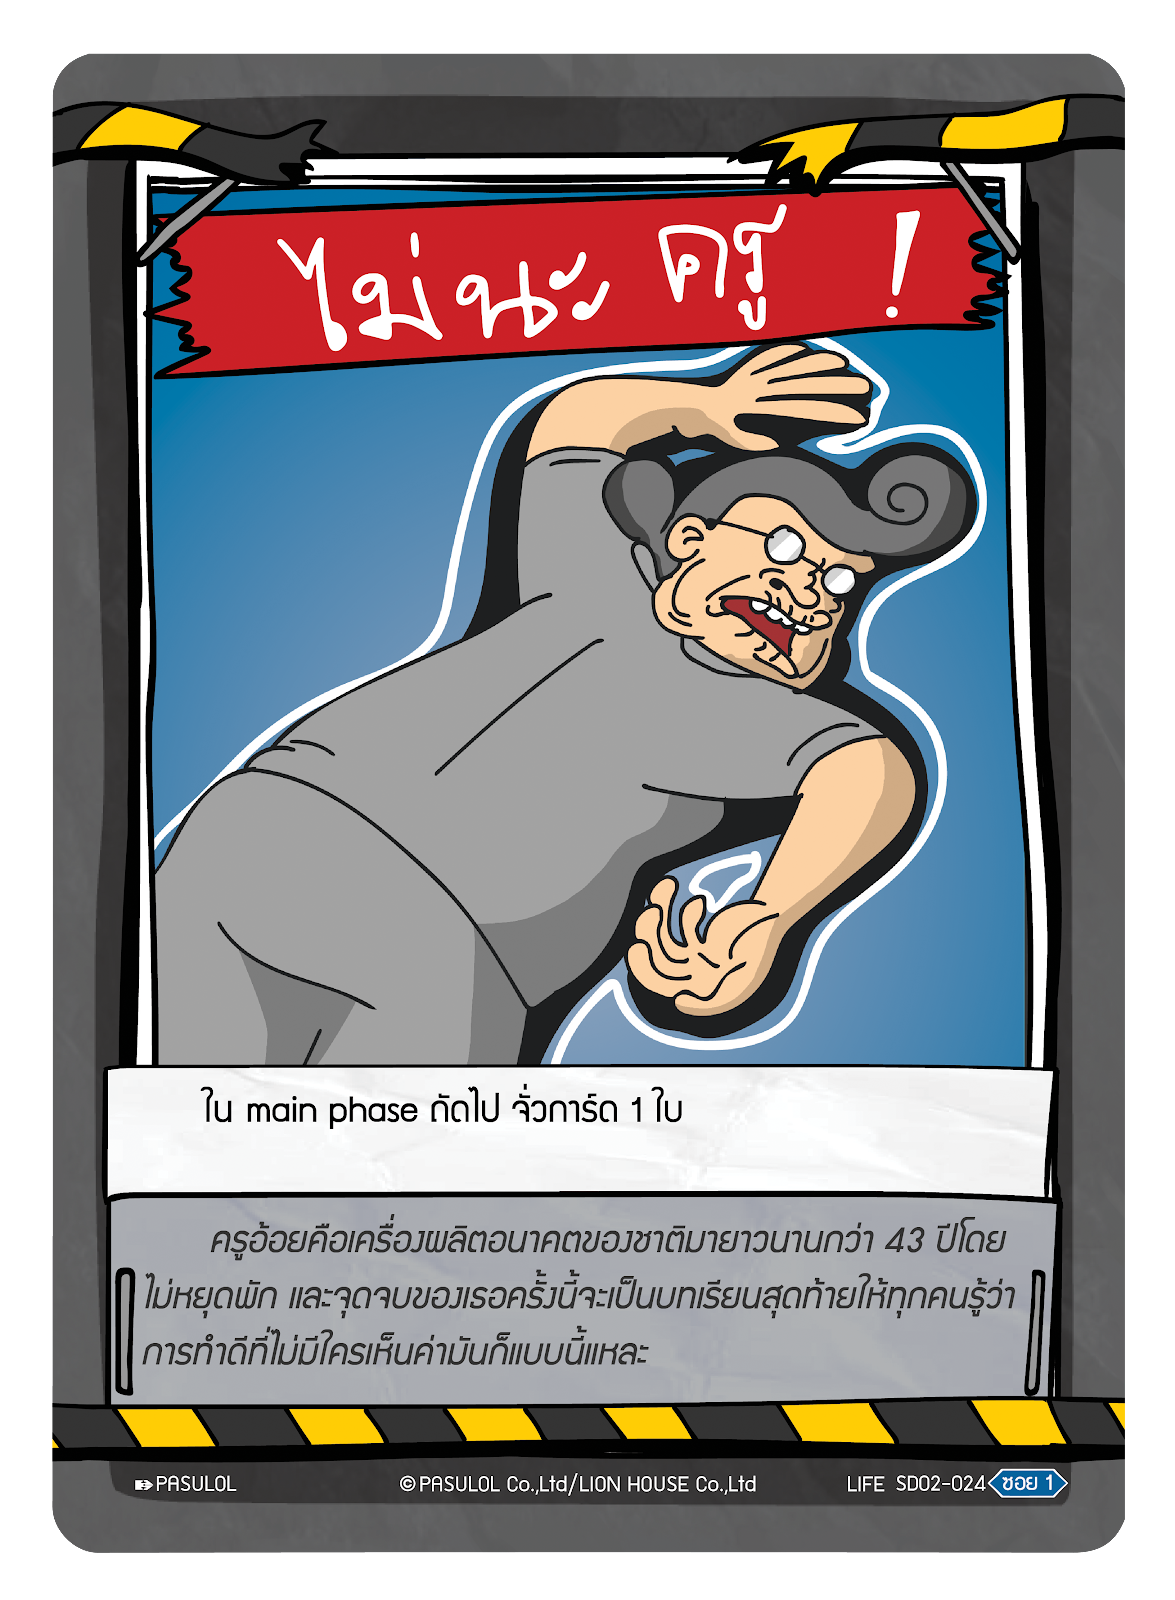 ไม่นะ ครู !
ใน main phase ถัดไป จั่วการ์ด 1 ใบ
ครูอ้อยคือเครื่องผลิตอนาคตของชาติมายาวนานกว่า 43 ปีโดย
ไม่หยุดพัก และจุดจบของเธอครั้งนี้จะเป็นบทเรียนสุดท้ายให้ทุกคนรู้ว่า
การทำดีที่ไม่มีใครเห็นค่ามันก็แบบนี้แหละ
PASULOL ©PASULOL Co.,Ltd/LION HOUSE Co.,Ltd LIFE SD02-024 ซอย 1